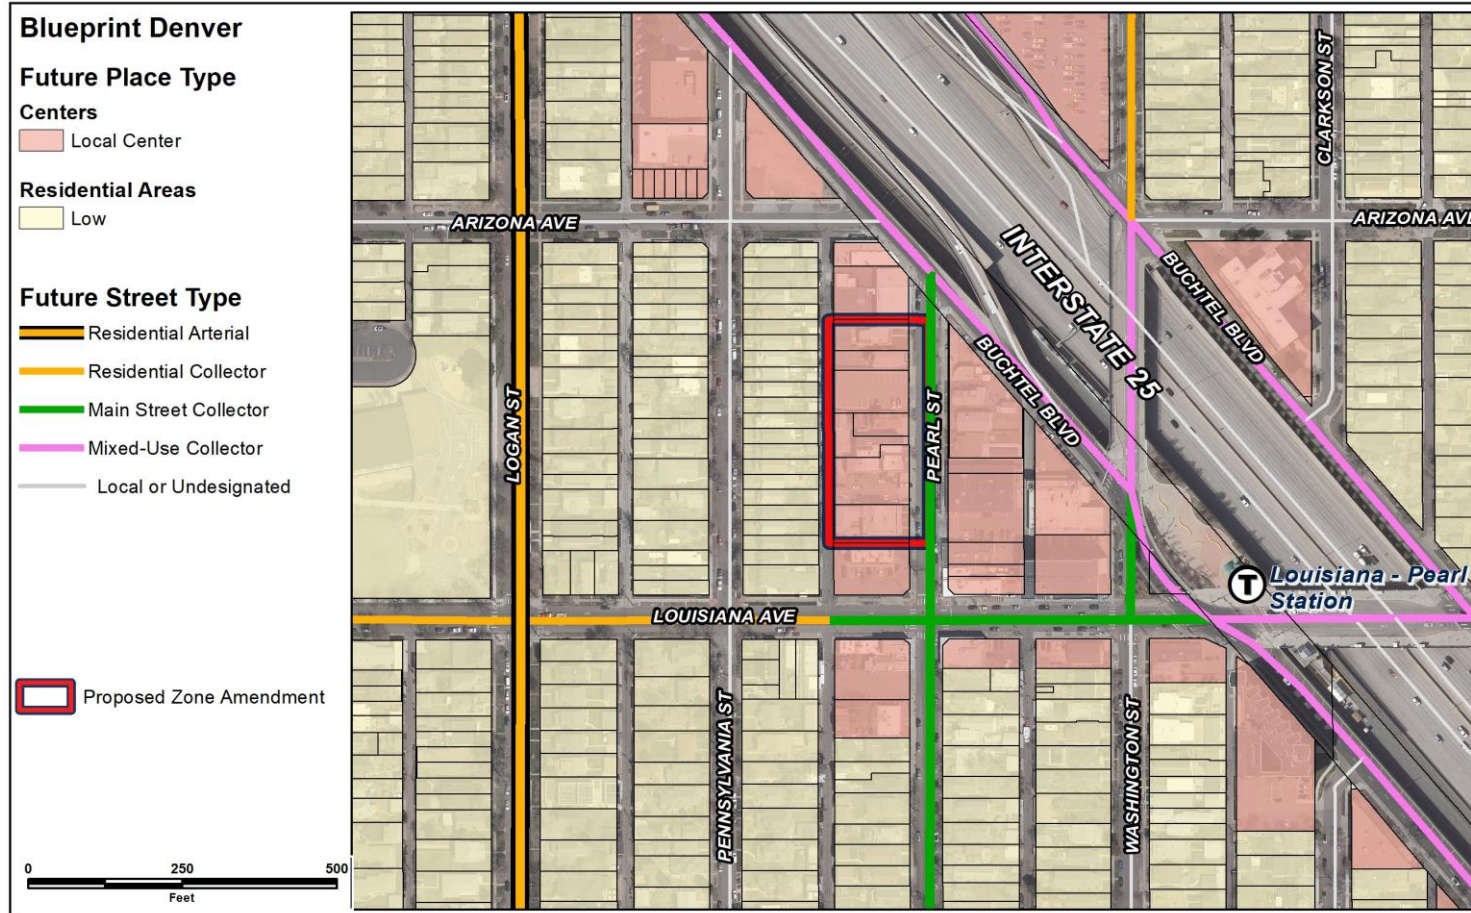 Blueprint Denver
Future Place Type
Centers
Local Center
Residential Areas
Low
Future Street Type
Residential Arterial
Residential Collector
Main Street Collector
Mixed-Use Collector
Local or Undesignated
Proposed Zone Amendment
0 250 500
Feet
CLARKSON ST
ARIZONA AVE
ARIZONA AVE
INTERSTATE 25
BUCHTEL BLVD
BUCHTEL BLVD
LOGAN ST
PEARL ST
T
Louisiana - Pearl
Station
LOUISIANA AVE
PENNSYLVANIA ST
WASHINGTON ST